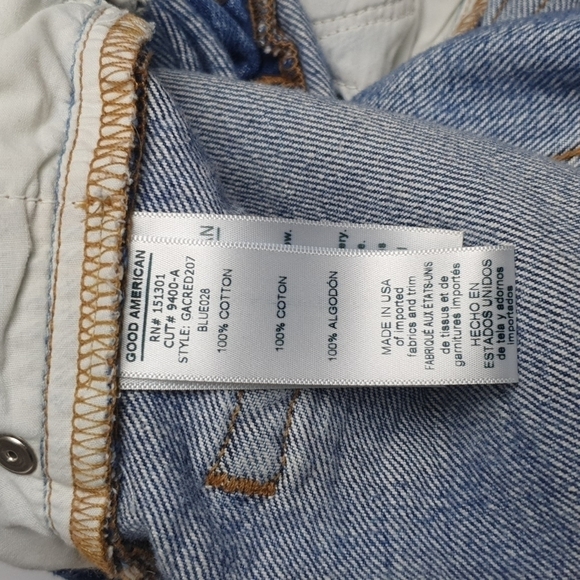 GOOD AMERICAN
RN# 151301
CUT# 9400-A
STYLE: GACRED207
BLUE028
100% COTTON
100% COTON
100% ALGODÓN
MADE IN USA
of imported
fabrics and trim
FABRIQUÉ AUX ÉTATS-UNIS
de tissus et de
garnitures importés
HECHO EN
ESTADOS UNIDOS
de tela y adornos
importados